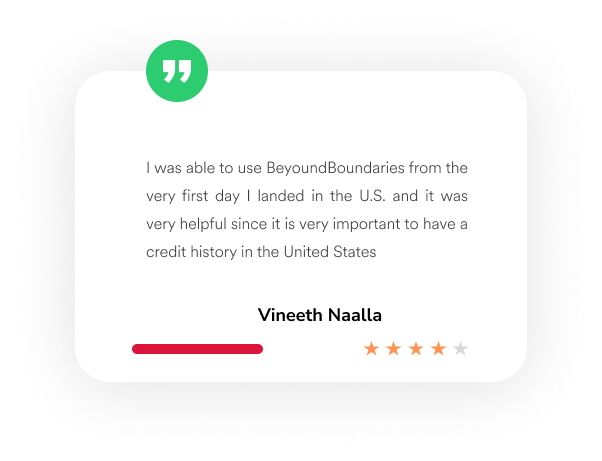 I was able to use BeyoundBoundaries from the
very first day I landed in the U.S. and it was
very helpful since it is very important to have a
credit history in the United States
Vineeth Naalla